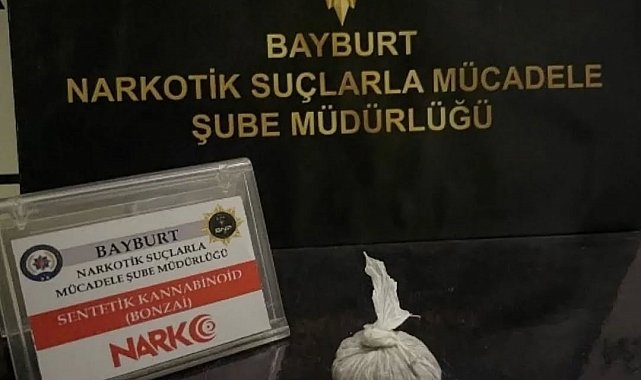 BAYBURT
NARKOTİK SUÇLARLA MÜCADELE
ŞUBE MÜDÜRLÜĞÜ
BAYBURT
NARKOTİK SUÇLARLA
MÜCADELE ŞUBE MÜDÜRLÜĞÜ
SENTETİK KANNABİNOİD
(BONZAİ)
NARKO